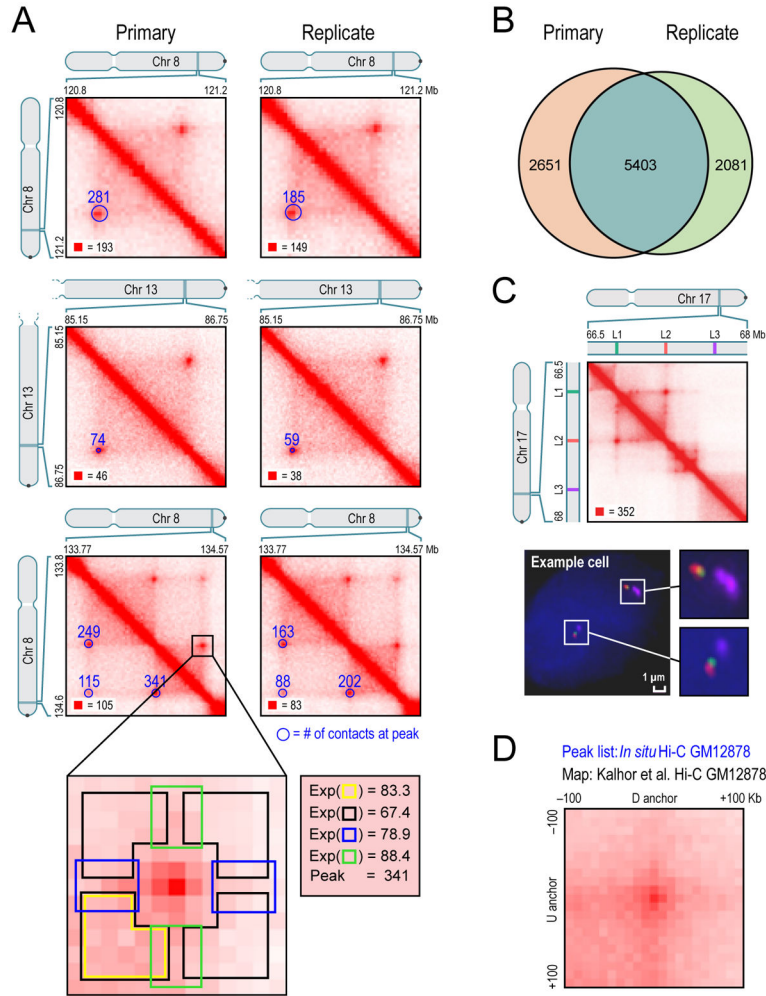 A
Primary
Replicate
Chr 8
Chr 8
120.8
121.2
120.8
121.2 Mb
Chr 8
120.8
121.2
281
= 193
185
= 149
Chr 13
Chr 13
85.15
86.75
85.15
86.75 Mb
Chr 13
85.15
86.75
74
= 46
59
= 38
Chr 8
Chr 8
133.77
134.57
133.77
134.57 Mb
Chr 8
133.8
134.6
249
115
341
= 105
163
88
202
= 83
= # of contacts at peak
Exp( ) = 83.3
Exp( ) = 67.4
Exp( ) = 78.9
Exp( ) = 88.4
Peak = 341
B
Primary
Replicate
2651
5403
2081
C
Chr 17
66.5
L1
L2
L3
68 Mb
Chr 17
66.5
L1
L2
L3
68
= 352
Example cell
1 µm
D
Peak list: In situ Hi-C GM12878
Map: Kalhor et al. Hi-C GM12878
–100
D anchor
+100 Kb
–100
U anchor
+100